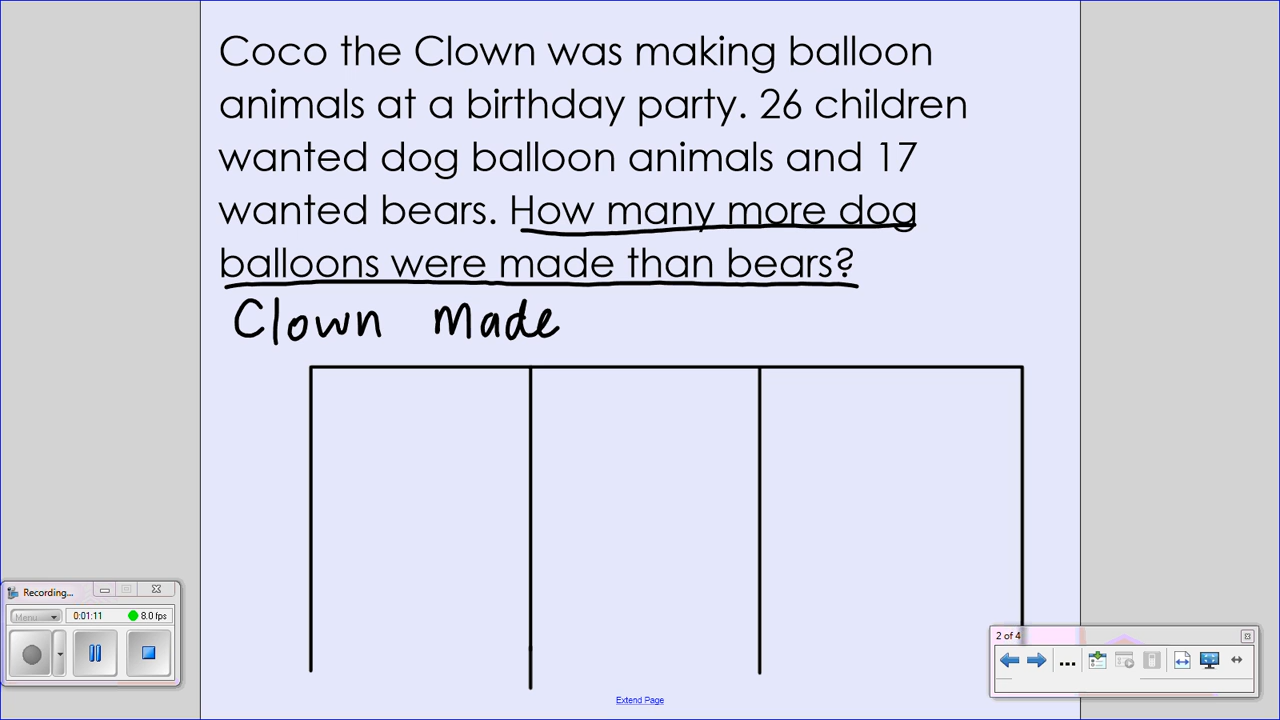 Coco the Clown was making balloon
animals at a birthday party. 26 children
wanted dog balloon animals and 17
wanted bears. How many more dog
balloons were made than bears?
Clown Made
Recording...
Menu
0:01:11
8.0 fps
2 of 4
...
Extend Page